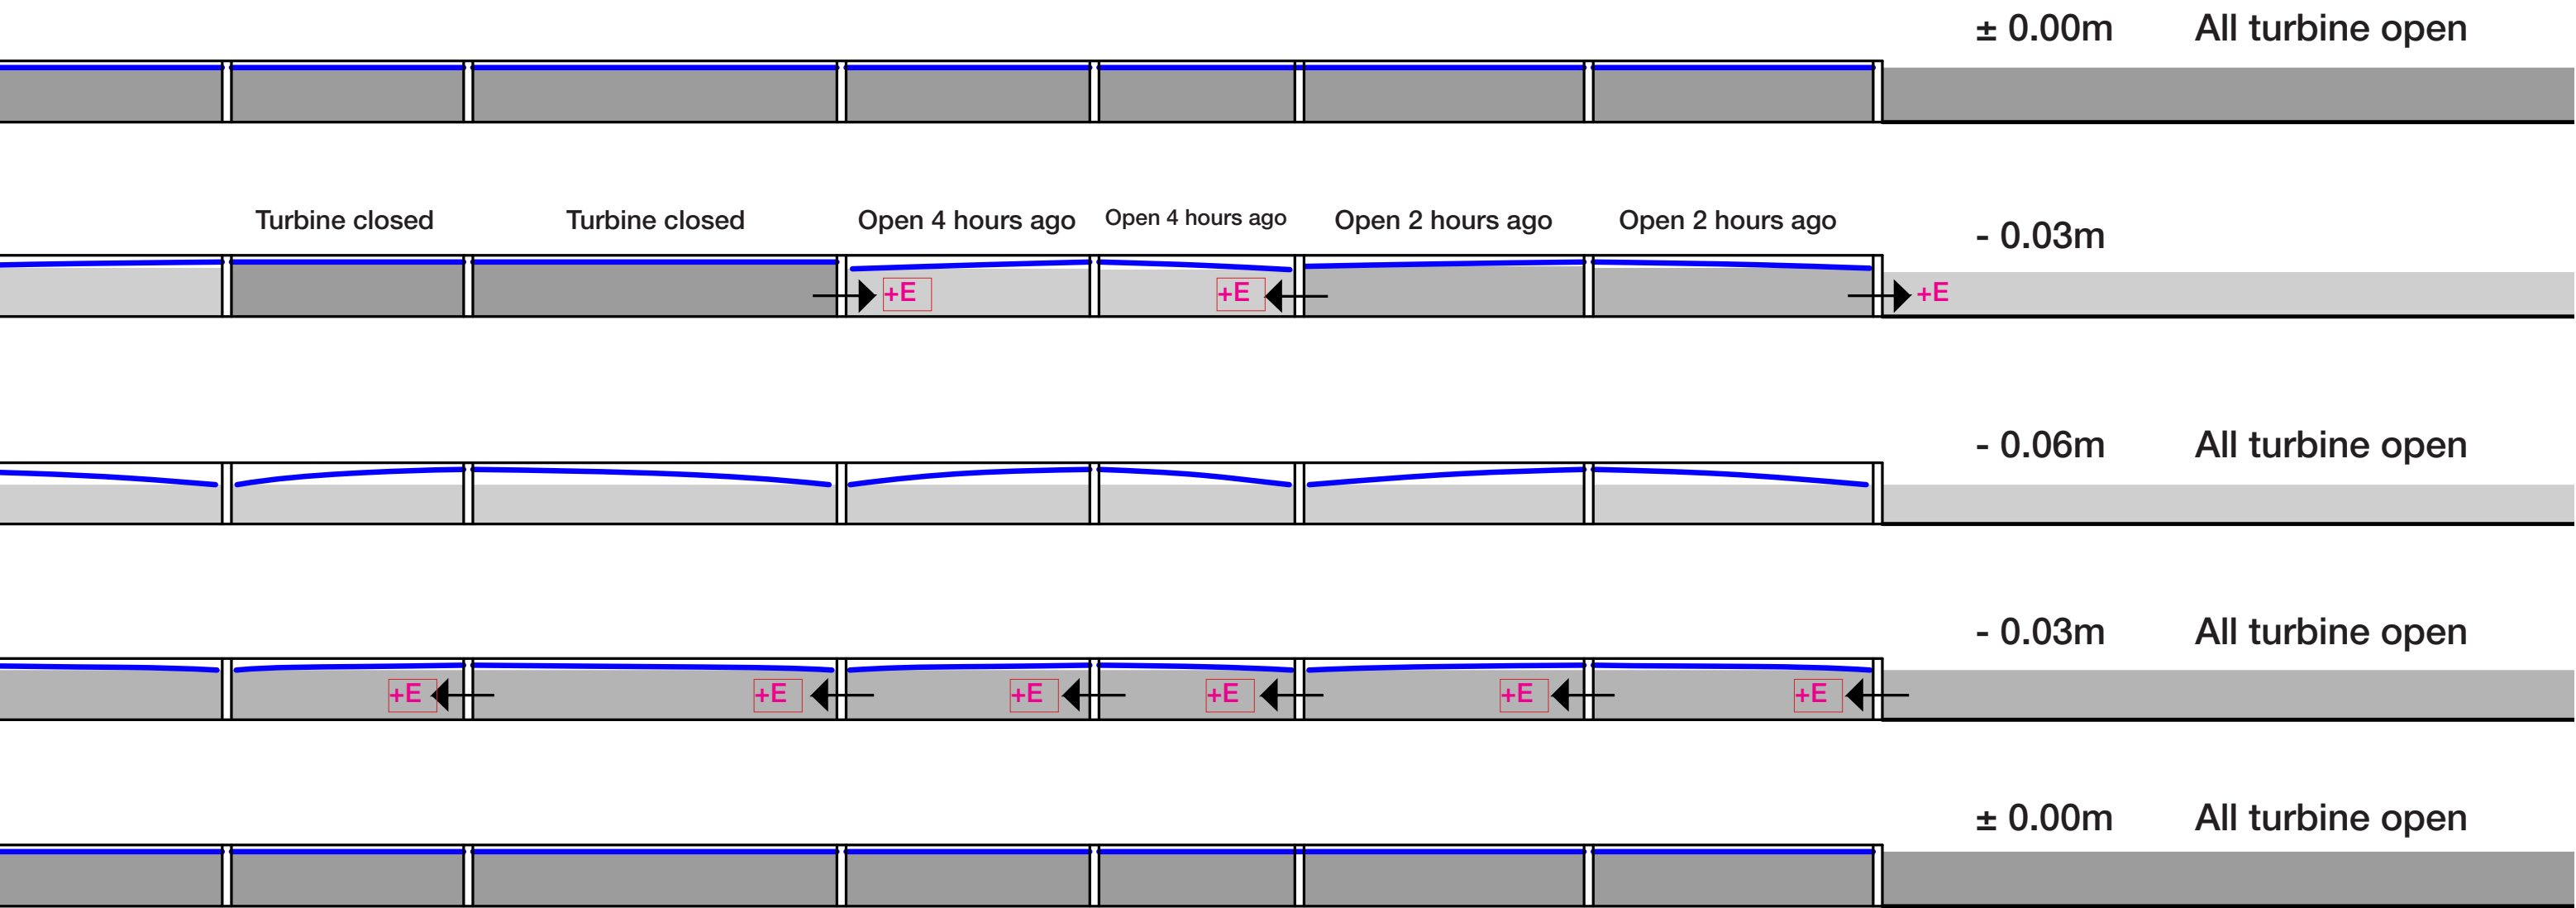 ± 0.00m All turbine open
Turbine closed Turbine closed Open 4 hours ago Open 4 hours ago Open 2 hours ago Open 2 hours ago - 0.03m
+E +E +E
- 0.06m All turbine open
- 0.03m All turbine open
+E +E +E +E +E +E
± 0.00m All turbine open